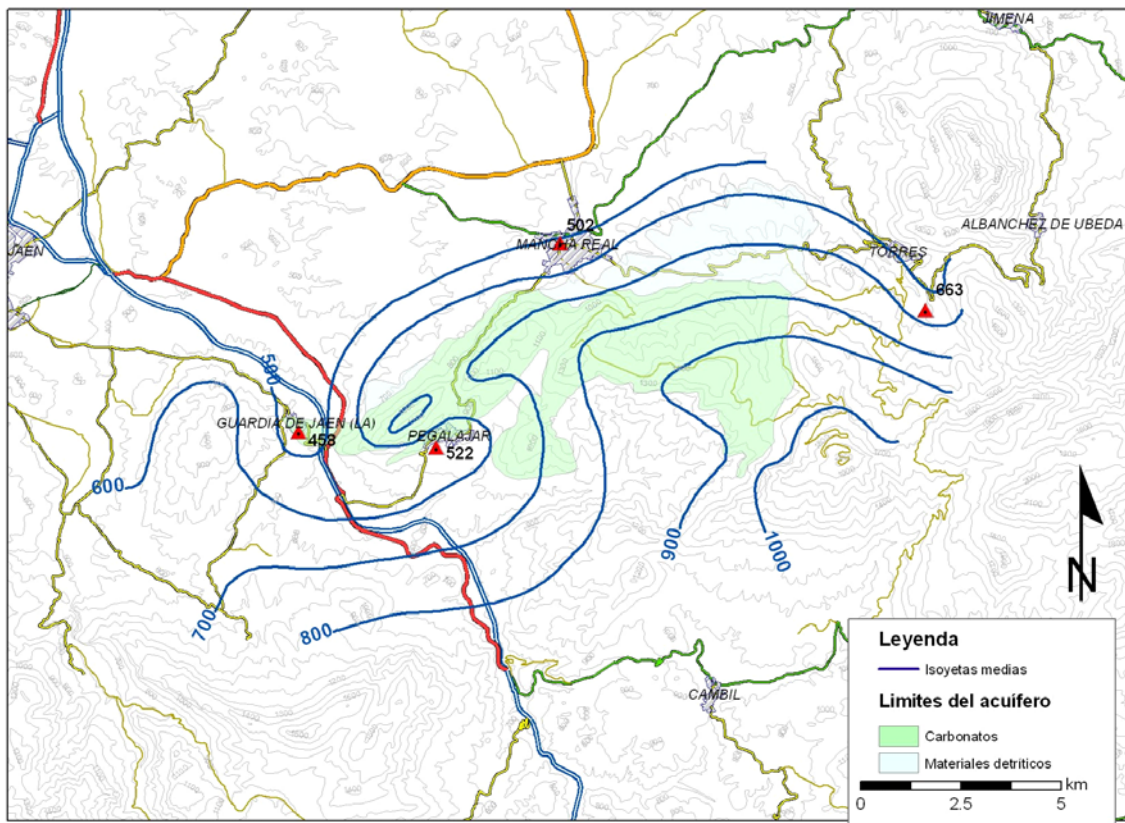 JIMENA
ALBANCHEZ DE UBEDA
502
MANCHA REAL
JAEN
TORRES
663
500
GUARDIA DE JAEN (LA)
458
PEGALAJAR
522
600
900
1000
700
800
N
CAMBIL
Leyenda
Isoyetas medias
Limites del acuífero
Carbonatos
Materiales detríticos
km
0 2.5 5